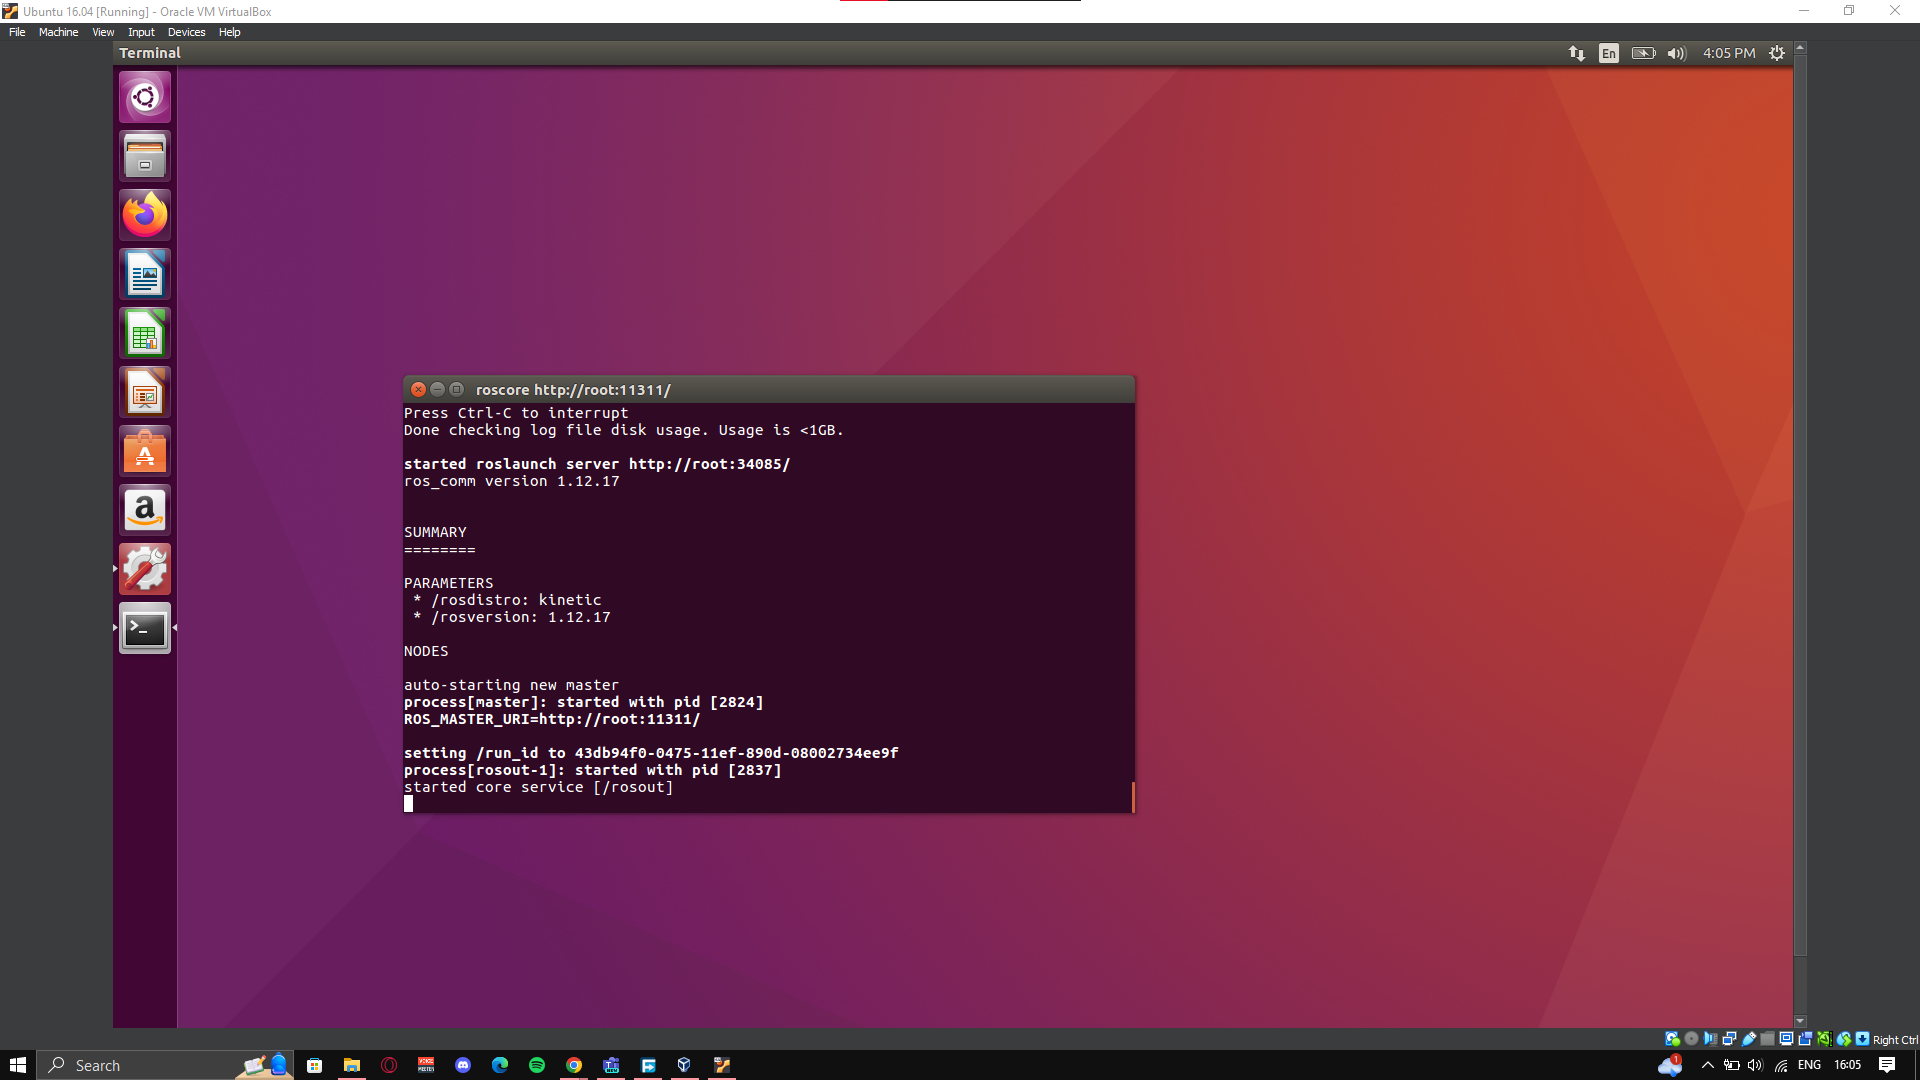 Ubuntu 16.04 [Running] - Oracle VM VirtualBox
File Machine View Input Devices Help
Terminal
En
4:05 PM
a
roscore http://root:11311/
Press Ctrl-C to interrupt
Done checking log file disk usage. Usage is <1GB.
started roslaunch server http://root:34085/
ros_comm version 1.12.17
SUMMARY
========
PARAMETERS
* /rosdistro: kinetic
* /rosversion: 1.12.17
NODES
auto-starting new master
process[master]: started with pid [2824]
ROS_MASTER_URI=http://root:11311/
setting /run_id to 43db94f0-0475-11ef-890d-08002734ee9f
process[rosout-1]: started with pid [2837]
started core service [/rosout]
Right Ctrl
Search
1
ENG
16:05